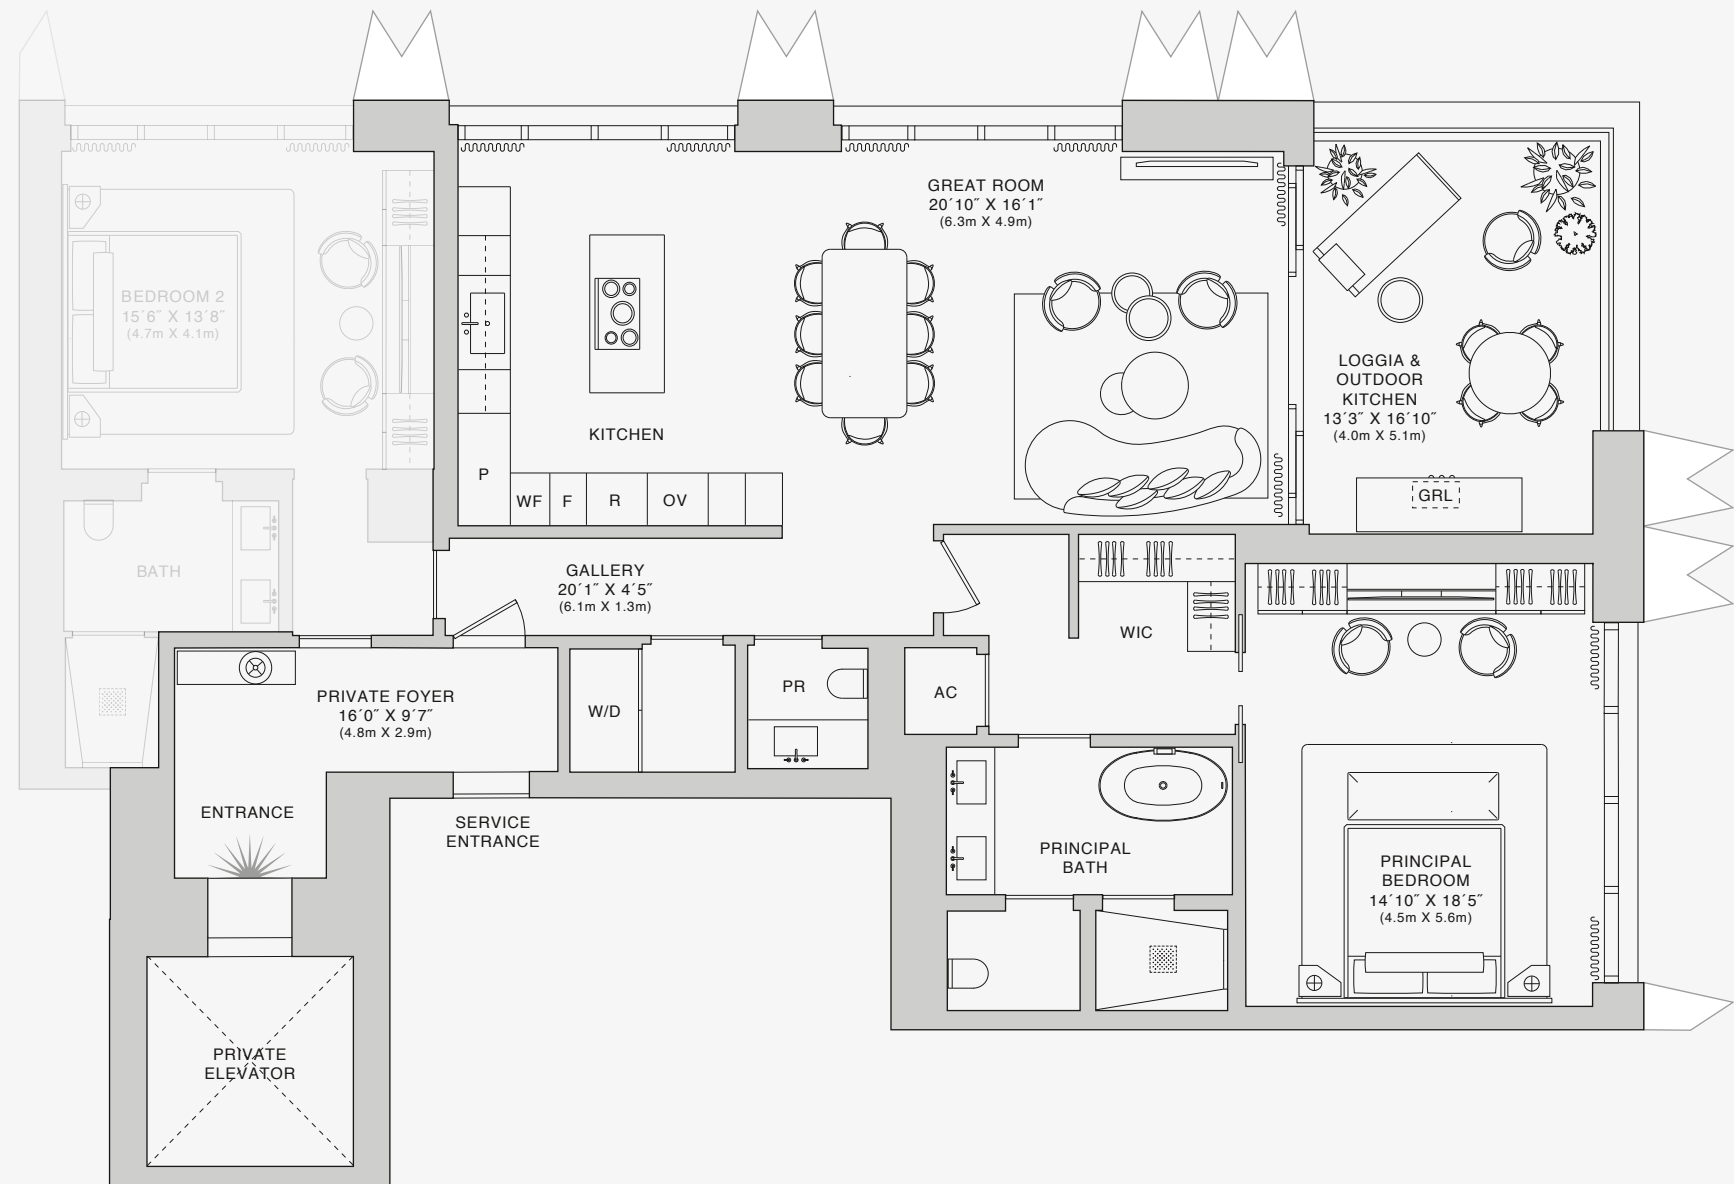 GREAT ROOM
20´10˝ X 16´1˝
(6.3m X 4.9m)
BEDROOM 2
15´6˝ X 13´8˝
(4.7m X 4.1m)
LOGGIA &
OUTDOOR
KITCHEN
13´3˝ X 16´10˝
(4.0m X 5.1m)
KITCHEN
P
WF
F
R
OV
GRL
BATH
GALLERY
20´1˝ X 4´5˝
(6.1m X 1.3m)
WIC
PRIVATE FOYER
16´0˝ X 9´7˝
(4.8m X 2.9m)
W/D
PR
AC
ENTRANCE
SERVICE
ENTRANCE
PRINCIPAL
BATH
PRINCIPAL
BEDROOM
14´10˝ X 18´5˝
(4.5m X 5.6m)
PRIVATE
ELEVATOR